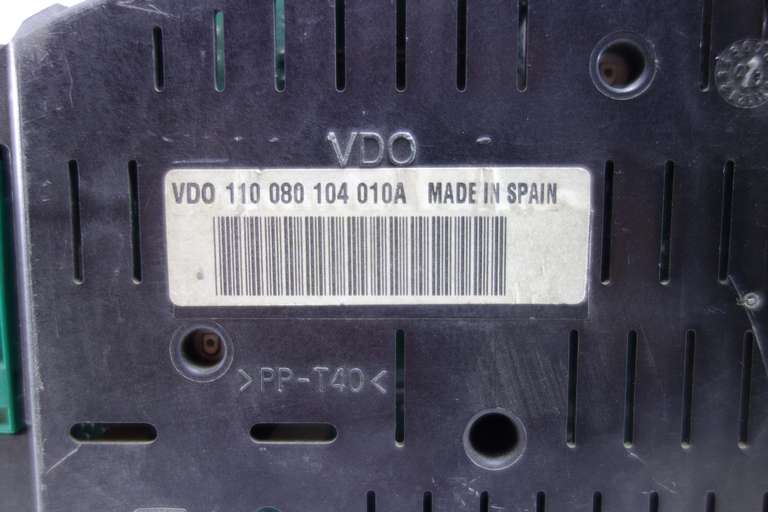 VDO
VDO 110 080 104 010A MADE IN SPAIN
>PP-T40<